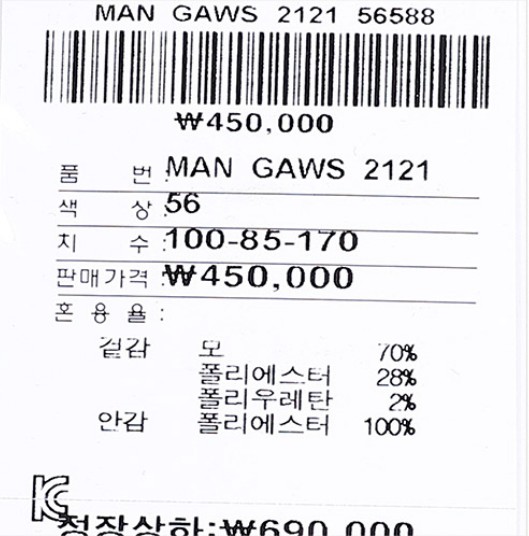 MAN GAWS 2121 56588
₩450,000
품 번 : MAN GAWS 2121
색 상 : 56
치 수 : 100-85-170
판매가격 : ₩450,000
혼 용 율 :
겉감 모 70%
폴리에스터 28%
폴리우레탄 2%
안감 폴리에스터 100%
정장상하:₩690,000